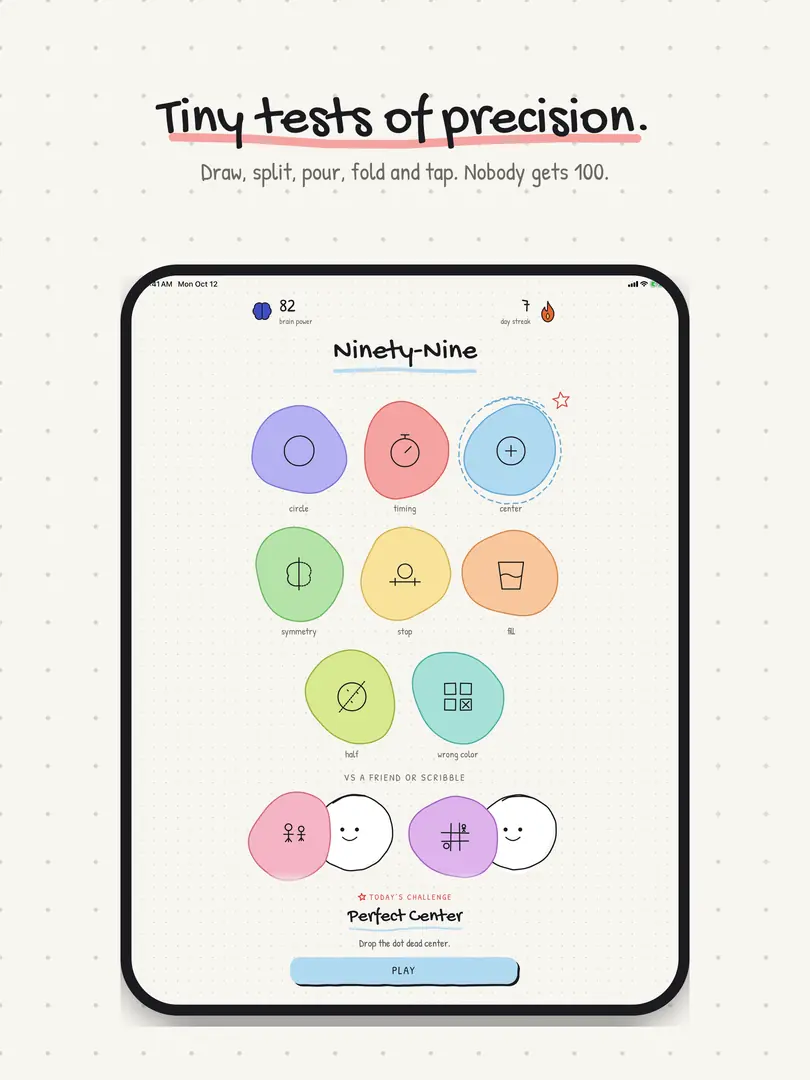 Tiny tests of precision.
Draw, split, pour, fold and tap. Nobody gets 100.
41 AM Mon Oct 12
82
brain power
7
day streak
Ninety-Nine
circle
timing
center
symmetry
stop
fill
half
wrong color
VS A FRIEND OR SCRIBBLE
TODAY'S CHALLENGE
Perfect Center
Drop the dot dead center.
PLAY